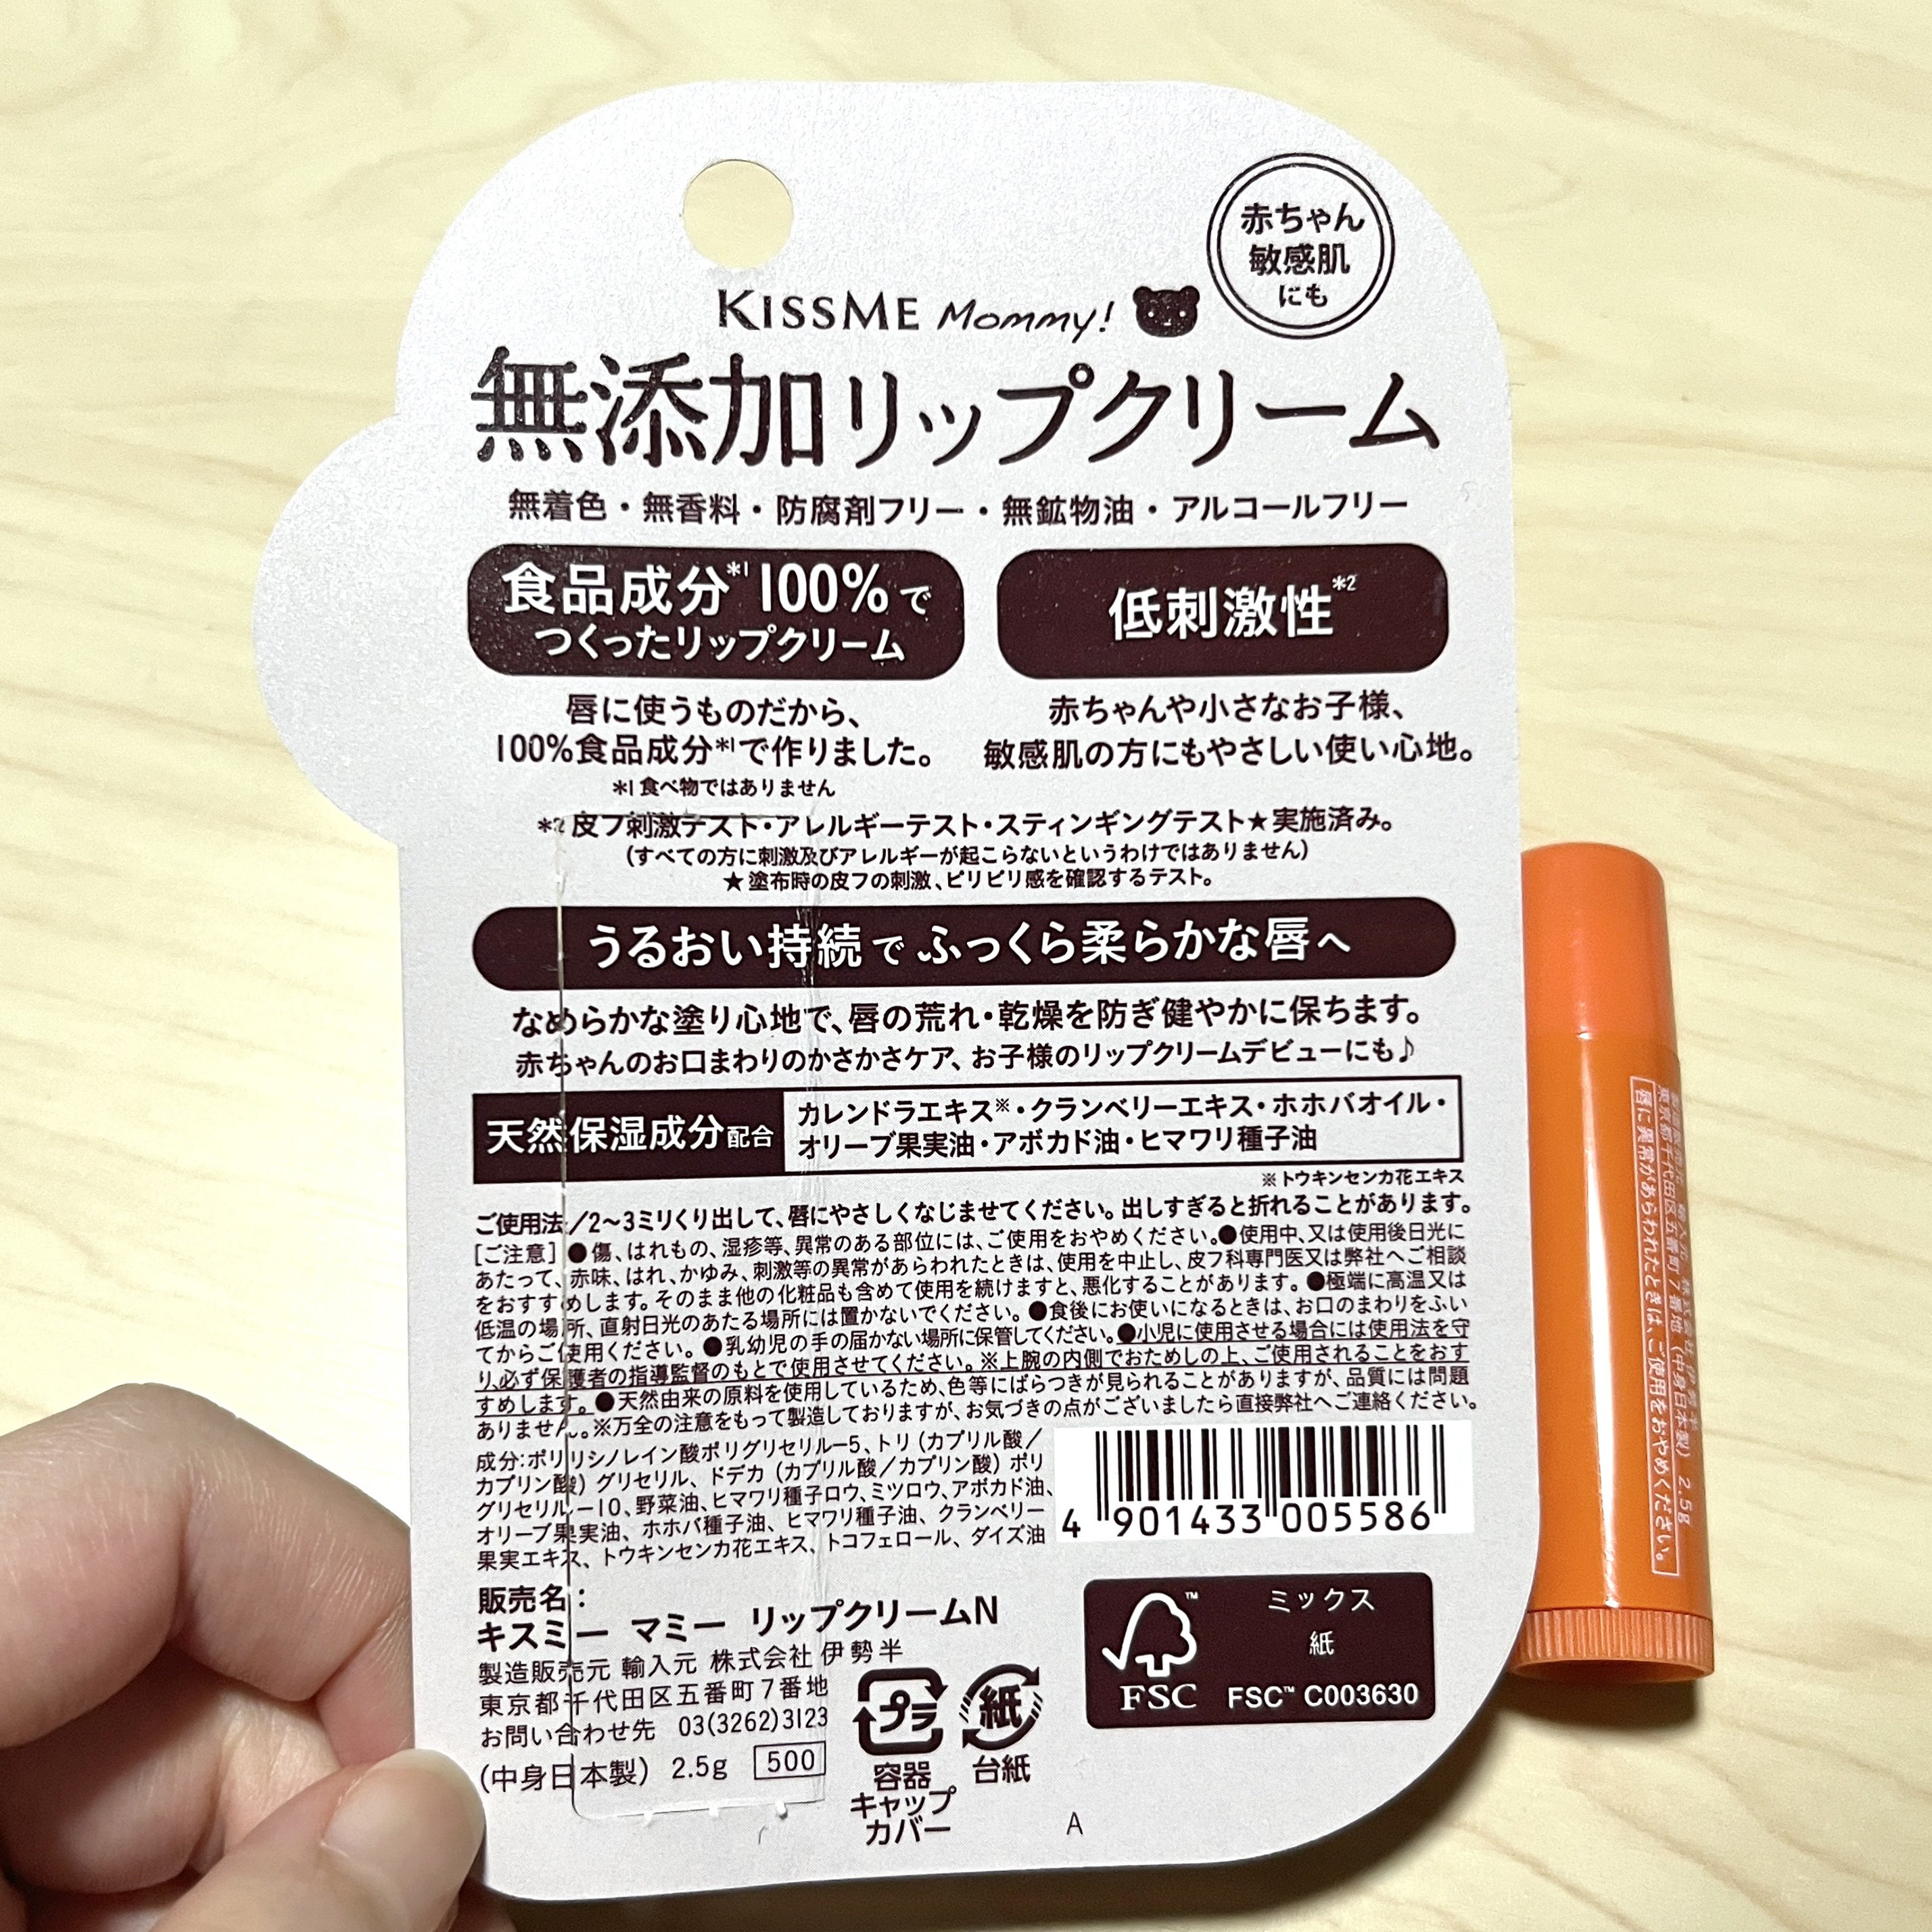 赤ちゃん
敏感肌
にも
KISSME Mommy!
無添加リップクリーム
無着色・無香料・防腐剤フリー・無鉱物油・アルコールフリー
食品成分*1 100%で
つくったリップクリーム
低刺激性*2
唇に使うものだから、
100%食品成分*1で作りました。
*1 食べ物ではありません
赤ちゃんや小さなお子様、
敏感肌の方にもやさしい使い心地。
*2 皮フ刺激テスト・アレルギーテスト・スティンギングテスト★実施済み。
(すべての方に刺激及びアレルギーが起こらないというわけではありません)
★塗布時の皮フの刺激、ピリピリ感を確認するテスト。
うるおい持続でふっくら柔らかな唇へ
なめらかな塗り心地で、唇の荒れ・乾燥を防ぎ健やかに保ちます。
赤ちゃんのお口まわりのかさかさケア、お子様のリップクリームデビューにも♪
天然保湿成分配合
カレンドラエキス※・クランベリーエキス・ホホバオイル・
オリーブ果実油・アボカド油・ヒマワリ種子油
※トウキンセンカ花エキス
ご使用法/2〜3ミリくり出して、唇にやさしくなじませてください。出しすぎると折れることがあります。
[ご注意]●傷、はれもの、湿疹等、異常のある部位には、ご使用をおやめください。●使用中、又は使用後日光に
あたって、赤味、はれ、かゆみ、刺激等の異常があらわれたときは、使用を中止し、皮フ科専門医又は弊社へご相談
をおすすめします。そのまま他の化粧品も含めて使用を続けますと、悪化することがあります。●極端に高温又は
低温の場所、直射日光のあたる場所には置かないでください。●食後にお使いになるときは、お口のまわりをふい
てからご使用ください。●乳幼児の手の届かない場所に保管してください。●小児に使用させる場合には使用法を守
り、必ず保護者の指導監督のもとで使用させてください。※上腕の内側でおためしの上、ご使用されることをおす
すめします。●天然由来の原料を使用しているため、色等にばらつきが見られることがありますが、品質には問題
ありません。※万全の注意をもって製造しておりますが、お気づきの点がございましたら直接弊社へご連絡ください。
成分:ポリリシノレイン酸ポリグリセリル-5、トリ(カプリル酸/
カプリン酸)グリセリル、ドデカ(カプリル酸/カプリン酸)ポリ
グリセリル-10、野菜油、ヒマワリ種子ロウ、ミツロウ、アボカド油、
オリーブ果実油、ホホバ種子油、ヒマワリ種子油、クランベリー
果実エキス、トウキンセンカ花エキス、トコフェロール、ダイズ油
4 901433 005586
販売名:
キスミー マミー リップクリームN
製造販売元 輸入元 株式会社 伊勢半
東京都千代田区五番町7番地
お問い合わせ先 03(3262)3123
(中身日本製) 2.5g 500
プラ
容器
キャップ
カバー
紙
台紙
FSC
ミックス
紙
FSC™ C003630
A
東京都千代田区五番町7番地 (中身日本製) 2.5g
唇に異常があらわれたときは、ご使用をおやめください。